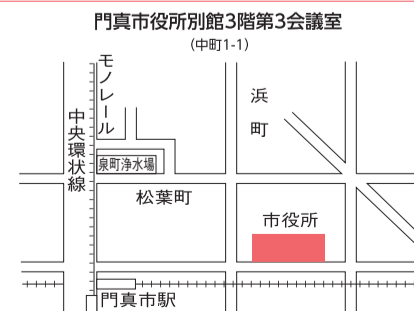 門真市役所別館3階第3会議室
(中町1-1)
モノレール
中央環状線
浜町
泉町浄水場
松葉町
市役所
門真市駅